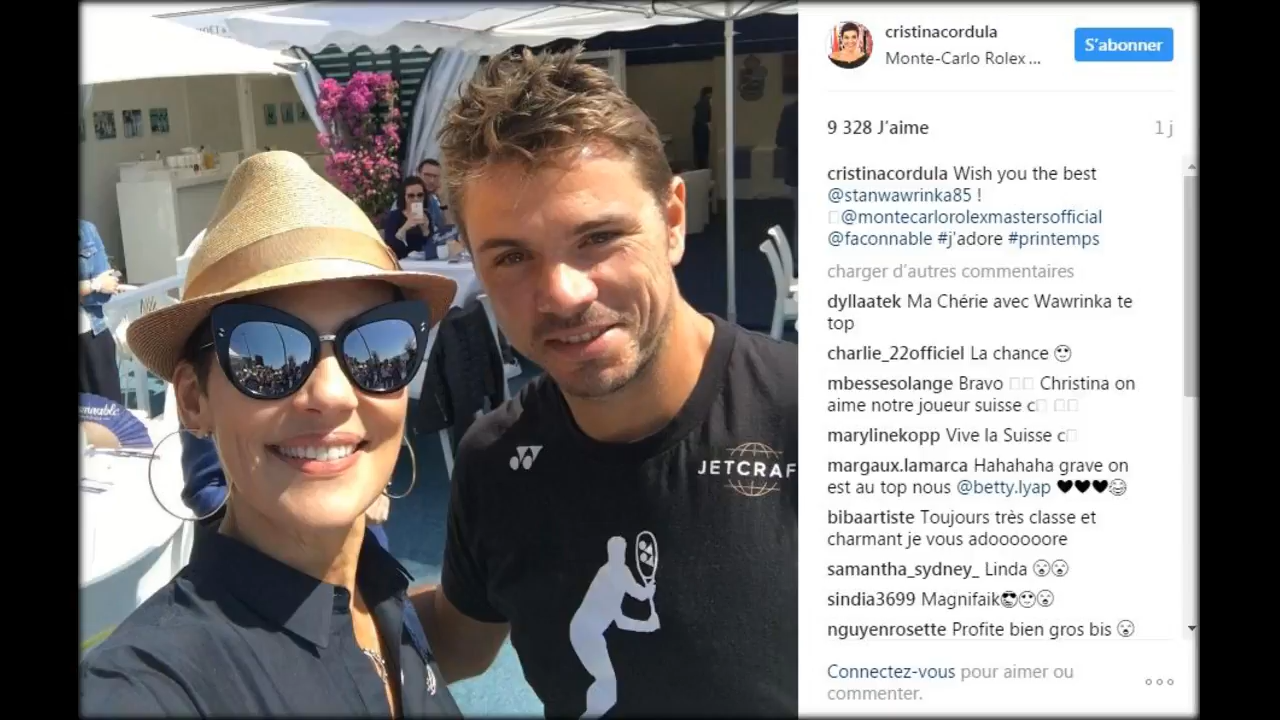 cristinacordula
Monte-Carlo Rolex ...
S'abonner
9 328 J'aime
1 j
cristinacordula Wish you the best
@stanwawrinka85 !
@montecarlorolexmastersofficial
@faconnable #j'adore #printemps
charger d'autres commentaires
dyllaatek Ma Chérie avec Wawrinka te
top
charlie_22officiel La chance
mbessesolange Bravo Christina on
aime notre joueur suisse c
marylinekopp Vive la Suisse c
margaux.lamarca Hahahaha grave on
est au top nous @betty.lyap
bibaartiste Toujours très classe et
charmant je vous adoooooore
samantha_sydney_ Linda
sindia3699 Magnifaik
nguyenrosette Profite bien gros bis
Connectez-vous pour aimer ou
commenter.
JETCRAF